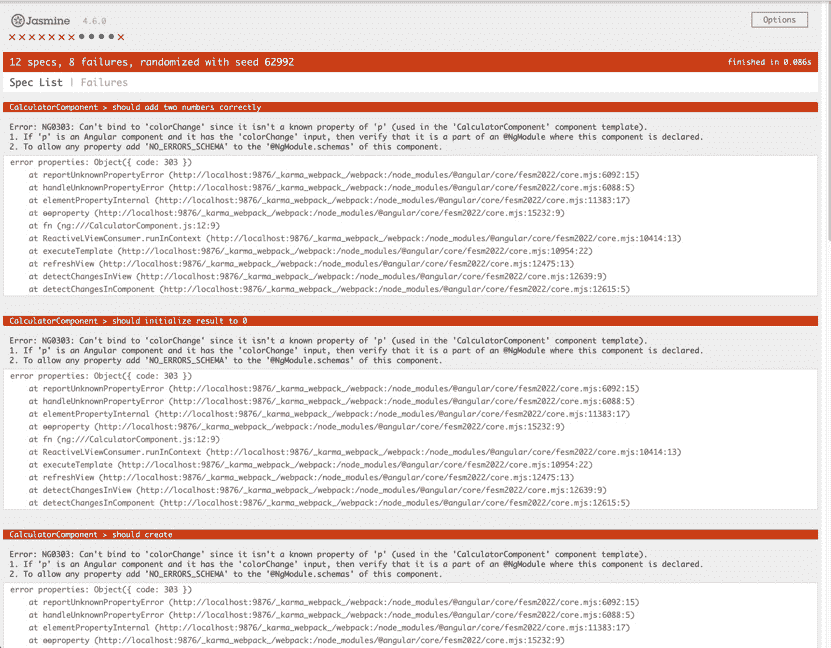 Jasmine 4.6.0
Options
×××××××••••×
12 specs, 8 failures, randomized with seed 62992
finished in 0.086s
Spec List | Failures
CalculatorComponent > should add two numbers correctly
Error: NG0303: Can't bind to 'colorChange' since it isn't a known property of 'p' (used in the 'CalculatorComponent' component template).
1. If 'p' is an Angular component and it has the 'colorChange' input, then verify that it is a part of an @NgModule where this component is declared.
2. To allow any property add 'NO_ERRORS_SCHEMA' to the '@NgModule.schemas' of this component.
error properties: Object({ code: 303 })
at reportUnknownPropertyError (http://localhost:9876/_karma_webpack_/webpack:/node_modules/@angular/core/fesm2022/core.mjs:6092:15)
at handleUnknownPropertyError (http://localhost:9876/_karma_webpack_/webpack:/node_modules/@angular/core/fesm2022/core.mjs:6088:5)
at elementPropertyInternal (http://localhost:9876/_karma_webpack_/webpack:/node_modules/@angular/core/fesm2022/core.mjs:11383:17)
at ɵɵproperty (http://localhost:9876/_karma_webpack_/webpack:/node_modules/@angular/core/fesm2022/core.mjs:15232:9)
at fn (ng:///CalculatorComponent.js:12:9)
at ReactiveLViewConsumer.runInContext (http://localhost:9876/_karma_webpack_/webpack:/node_modules/@angular/core/fesm2022/core.mjs:10414:13)
at executeTemplate (http://localhost:9876/_karma_webpack_/webpack:/node_modules/@angular/core/fesm2022/core.mjs:10954:22)
at refreshView (http://localhost:9876/_karma_webpack_/webpack:/node_modules/@angular/core/fesm2022/core.mjs:12475:13)
at detectChangesInView (http://localhost:9876/_karma_webpack_/webpack:/node_modules/@angular/core/fesm2022/core.mjs:12639:9)
at detectChangesInComponent (http://localhost:9876/_karma_webpack_/webpack:/node_modules/@angular/core/fesm2022/core.mjs:12615:5)
CalculatorComponent > should initialize result to 0
Error: NG0303: Can't bind to 'colorChange' since it isn't a known property of 'p' (used in the 'CalculatorComponent' component template).
1. If 'p' is an Angular component and it has the 'colorChange' input, then verify that it is a part of an @NgModule where this component is declared.
2. To allow any property add 'NO_ERRORS_SCHEMA' to the '@NgModule.schemas' of this component.
error properties: Object({ code: 303 })
at reportUnknownPropertyError (http://localhost:9876/_karma_webpack_/webpack:/node_modules/@angular/core/fesm2022/core.mjs:6092:15)
at handleUnknownPropertyError (http://localhost:9876/_karma_webpack_/webpack:/node_modules/@angular/core/fesm2022/core.mjs:6088:5)
at elementPropertyInternal (http://localhost:9876/_karma_webpack_/webpack:/node_modules/@angular/core/fesm2022/core.mjs:11383:17)
at ɵɵproperty (http://localhost:9876/_karma_webpack_/webpack:/node_modules/@angular/core/fesm2022/core.mjs:15232:9)
at fn (ng:///CalculatorComponent.js:12:9)
at ReactiveLViewConsumer.runInContext (http://localhost:9876/_karma_webpack_/webpack:/node_modules/@angular/core/fesm2022/core.mjs:10414:13)
at executeTemplate (http://localhost:9876/_karma_webpack_/webpack:/node_modules/@angular/core/fesm2022/core.mjs:10954:22)
at refreshView (http://localhost:9876/_karma_webpack_/webpack:/node_modules/@angular/core/fesm2022/core.mjs:12475:13)
at detectChangesInView (http://localhost:9876/_karma_webpack_/webpack:/node_modules/@angular/core/fesm2022/core.mjs:12639:9)
at detectChangesInComponent (http://localhost:9876/_karma_webpack_/webpack:/node_modules/@angular/core/fesm2022/core.mjs:12615:5)
CalculatorComponent > should create
Error: NG0303: Can't bind to 'colorChange' since it isn't a known property of 'p' (used in the 'CalculatorComponent' component template).
1. If 'p' is an Angular component and it has the 'colorChange' input, then verify that it is a part of an @NgModule where this component is declared.
2. To allow any property add 'NO_ERRORS_SCHEMA' to the '@NgModule.schemas' of this component.
error properties: Object({ code: 303 })
at reportUnknownPropertyError (http://localhost:9876/_karma_webpack_/webpack:/node_modules/@angular/core/fesm2022/core.mjs:6092:15)
at handleUnknownPropertyError (http://localhost:9876/_karma_webpack_/webpack:/node_modules/@angular/core/fesm2022/core.mjs:6088:5)
at elementPropertyInternal (http://localhost:9876/_karma_webpack_/webpack:/node_modules/@angular/core/fesm2022/core.mjs:11383:17)
at ɵɵproperty (http://localhost:9876/_karma_webpack_/webpack:/node_modules/@angular/core/fesm2022/core.mjs:15232:9)